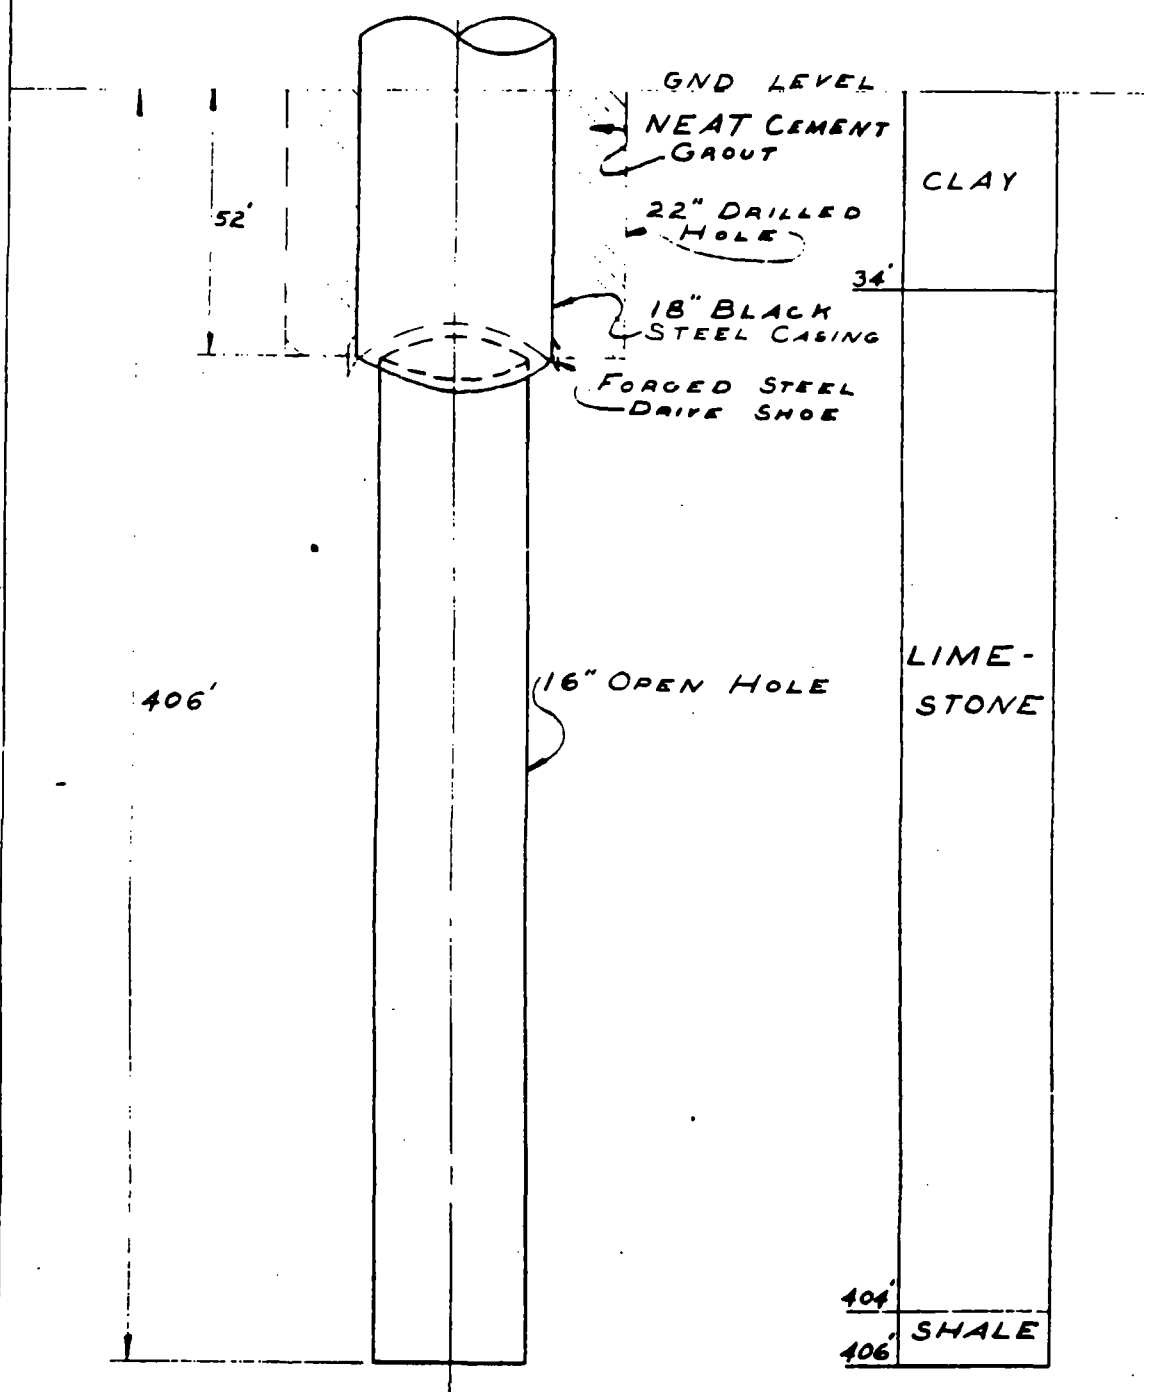 GND LEVEL
NEAT CEMENT
GROUT
CLAY
22" DRILLED
HOLE
52'
34'
18" BLACK
STEEL CASING
FORGED STEEL
DRIVE SHOE
LIME-
STONE
16" OPEN HOLE
406'
404'
SHALE
406'